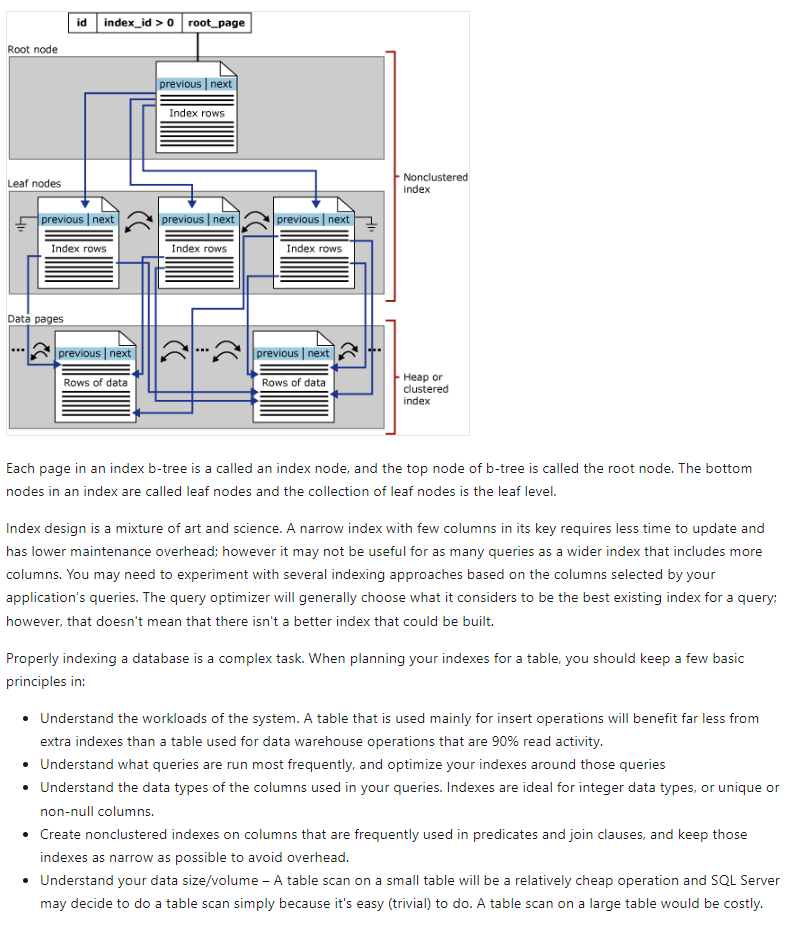 id index_id > 0 root_page
Root node
previous next
Index rows
Nonclustered
index
Leaf nodes
previous next previous next previous next
Index rows Index rows Index rows
Data pages
... ... ...
previous next previous next
Rows of data Rows of data
Heap or
clustered
index
Each page in an index b-tree is a called an index node, and the top node of b-tree is called the root node. The bottom
nodes in an index are called leaf nodes and the collection of leaf nodes is the leaf level.
Index design is a mixture of art and science. A narrow index with few columns in its key requires less time to update and
has lower maintenance overhead; however it may not be useful for as many queries as a wider index that includes more
columns. You may need to experiment with several indexing approaches based on the columns selected by your
application's queries. The query optimizer will generally choose what it considers to be the best existing index for a query;
however, that doesn't mean that there isn't a better index that could be built.
Properly indexing a database is a complex task. When planning your indexes for a table, you should keep a few basic
principles in:
• Understand the workloads of the system. A table that is used mainly for insert operations will benefit far less from
extra indexes than a table used for data warehouse operations that are 90% read activity.
• Understand what queries are run most frequently, and optimize your indexes around those queries
• Understand the data types of the columns used in your queries. Indexes are ideal for integer data types, or unique or
non-null columns.
• Create nonclustered indexes on columns that are frequently used in predicates and join clauses, and keep those
indexes as narrow as possible to avoid overhead.
• Understand your data size/volume – A table scan on a small table will be a relatively cheap operation and SQL Server
may decide to do a table scan simply because it's easy (trivial) to do. A table scan on a large table would be costly.